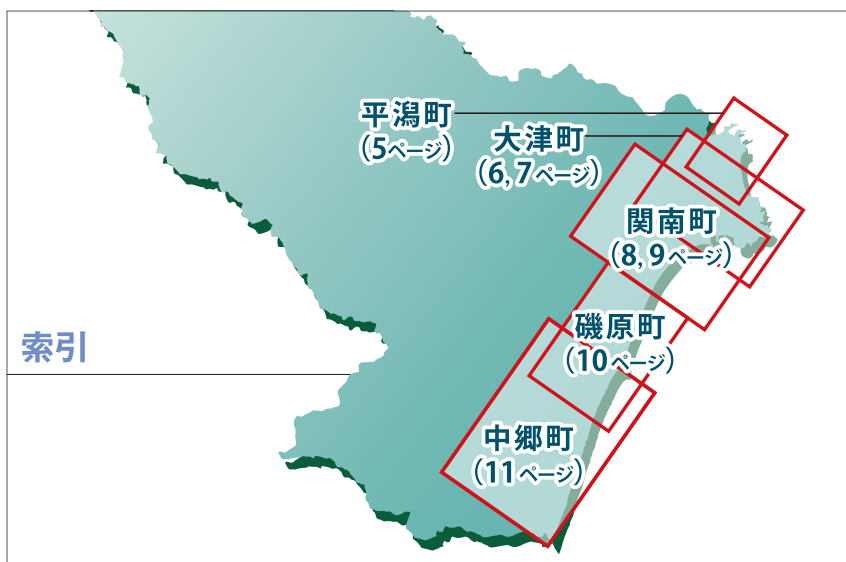 平潟町
(5ページ)
大津町
(6,7ページ)
関南町
(8,9ページ)
磯原町
(10ページ)
索引
中郷町
(11ページ)